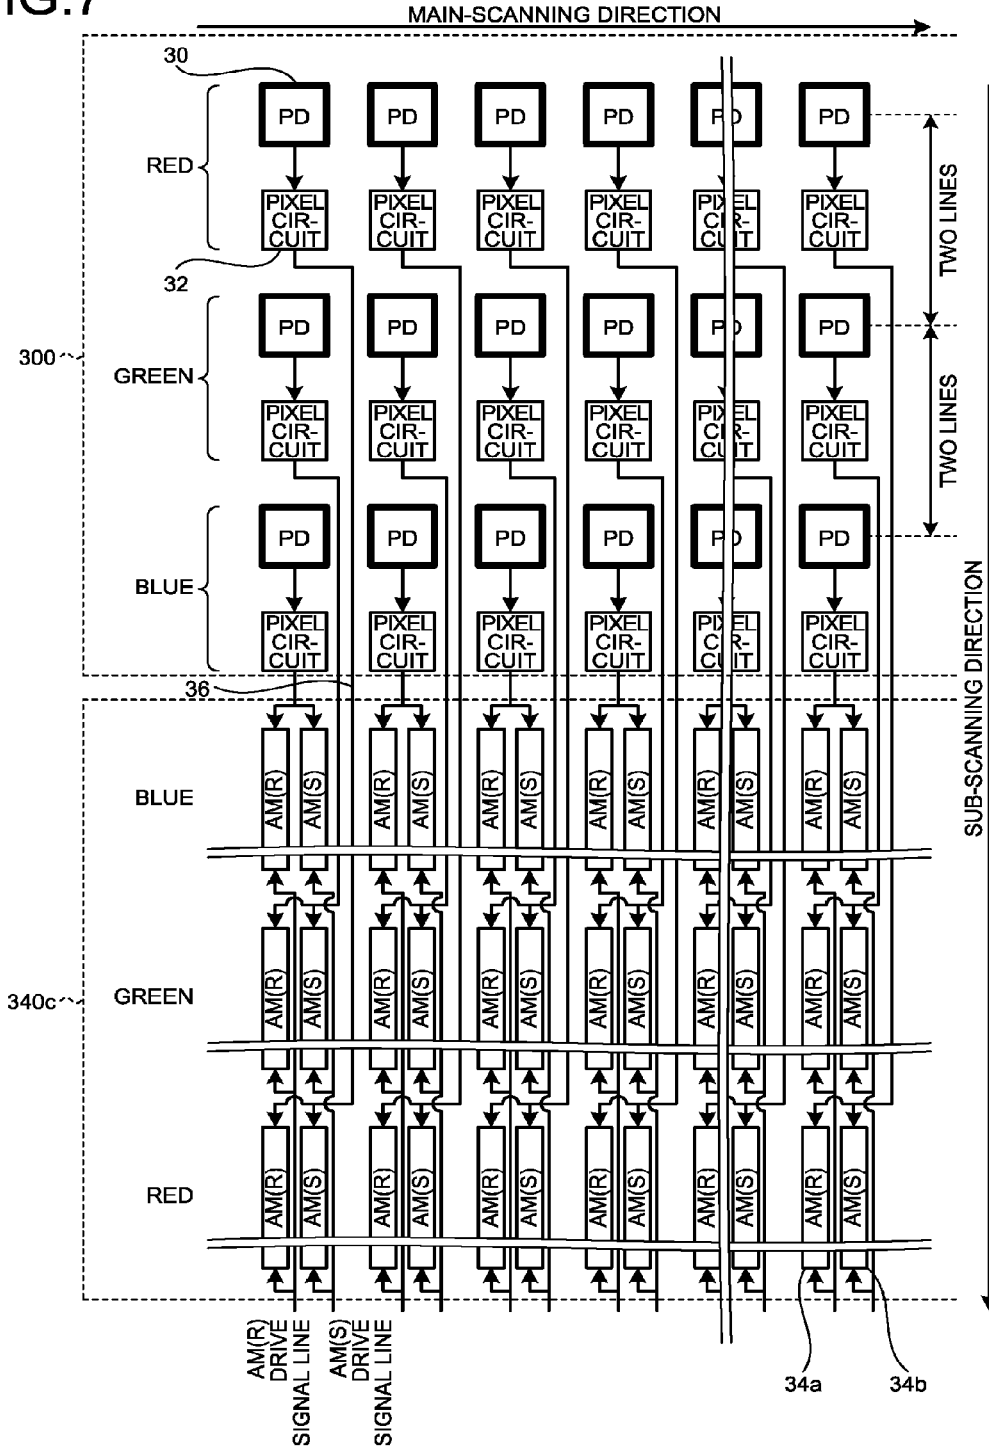 FIG.7
MAIN-SCANNING DIRECTION
30
PD PD PD PD PD PD
RED
PIXEL CIR- CUIT PIXEL CIR- CUIT PIXEL CIR- CUIT PIXEL CIR- CUIT PIXEL CIR- CUIT PIXEL CIR- CUIT
TWO LINES
32
PD PD PD PD PD PD
300
GREEN
PIXEL CIR- CUIT PIXEL CIR- CUIT PIXEL CIR- CUIT PIXEL CIR- CUIT PIXEL CIR- CUIT PIXEL CIR- CUIT
TWO LINES
PD PD PD PD PD PD
BLUE
PIXEL CIR- CUIT PIXEL CIR- CUIT PIXEL CIR- CUIT PIXEL CIR- CUIT PIXEL CIR- CUIT PIXEL CIR- CUIT
36
SUB-SCANNING DIRECTION
BLUE
AM(R) AM(S) AM(R) AM(S) AM(R) AM(S) AM(R) AM(S) AM(R) AM(S) AM(R) AM(S)
340c
GREEN
AM(R) AM(S) AM(R) AM(S) AM(R) AM(S) AM(R) AM(S) AM(R) AM(S) AM(R) AM(S)
RED
AM(R) AM(S) AM(R) AM(S) AM(R) AM(S) AM(R) AM(S) AM(R) AM(S) AM(R) AM(S)
AM(R)
DRIVE
SIGNAL LINE
AM(S)
DRIVE
SIGNAL LINE
34a
34b